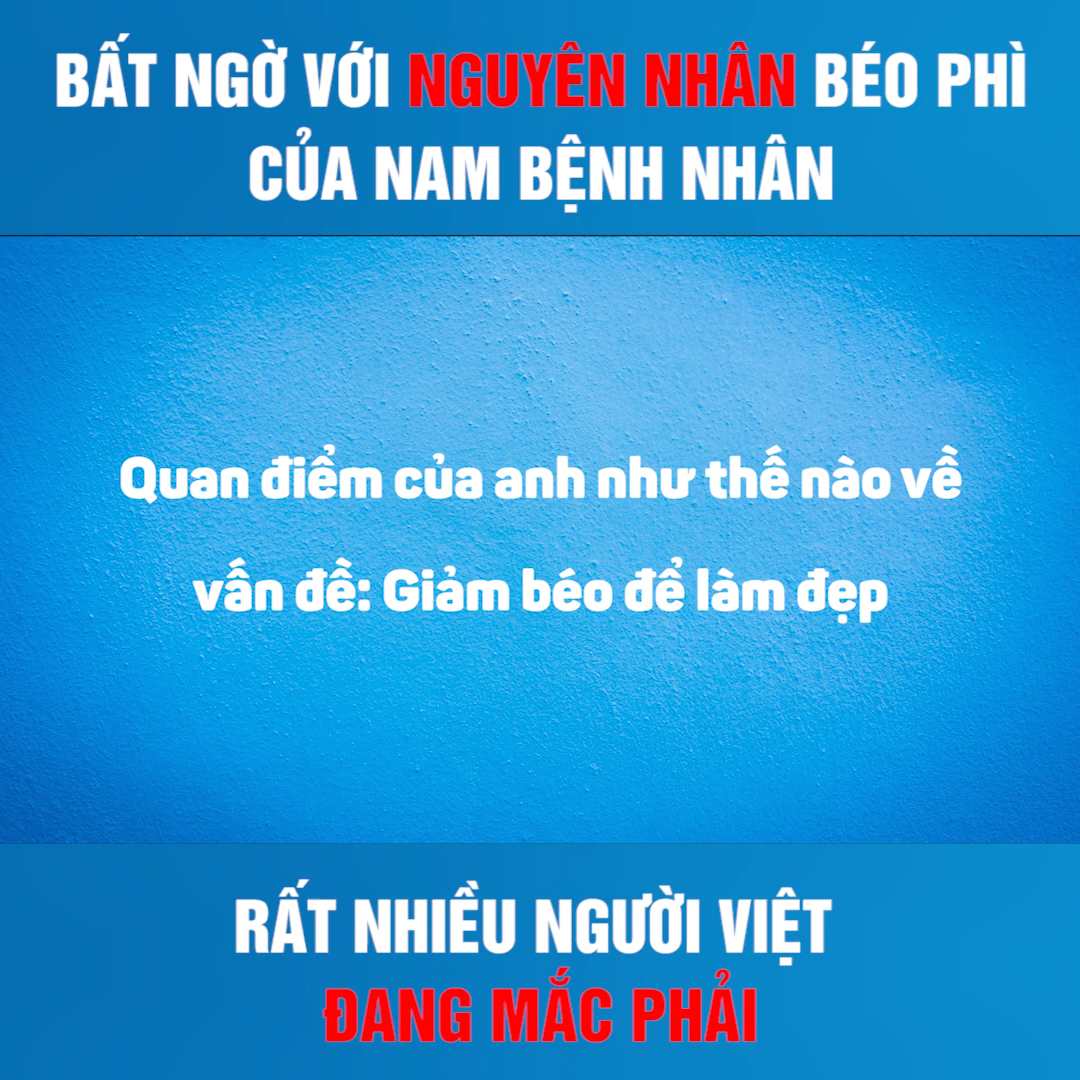 BẤT NGỜ VỚI NGUYÊN NHÂN BÉO PHÌ
CỦA NAM BỆNH NHÂN
Quan điểm của anh như thế nào về
vấn đề: Giảm béo để làm đẹp
RẤT NHIỀU NGƯỜI VIỆT
ĐANG MẮC PHẢI